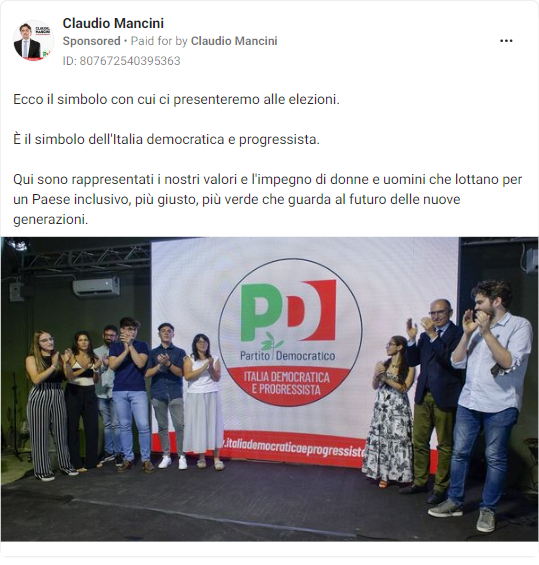 Claudio Mancini
Sponsored • Paid for by Claudio Mancini
ID: 807672540395363
Ecco il simbolo con cui ci presenteremo alle elezioni.
È il simbolo dell'Italia democratica e progressista.
Qui sono rappresentati i nostri valori e l'impegno di donne e uomini che lottano per
un Paese inclusivo, più giusto, più verde che guarda al futuro delle nuove
generazioni.
PD
Partito Democratico
ITALIA DEMOCRATICA
E PROGRESSISTA
.italiademocraticaeprogressista